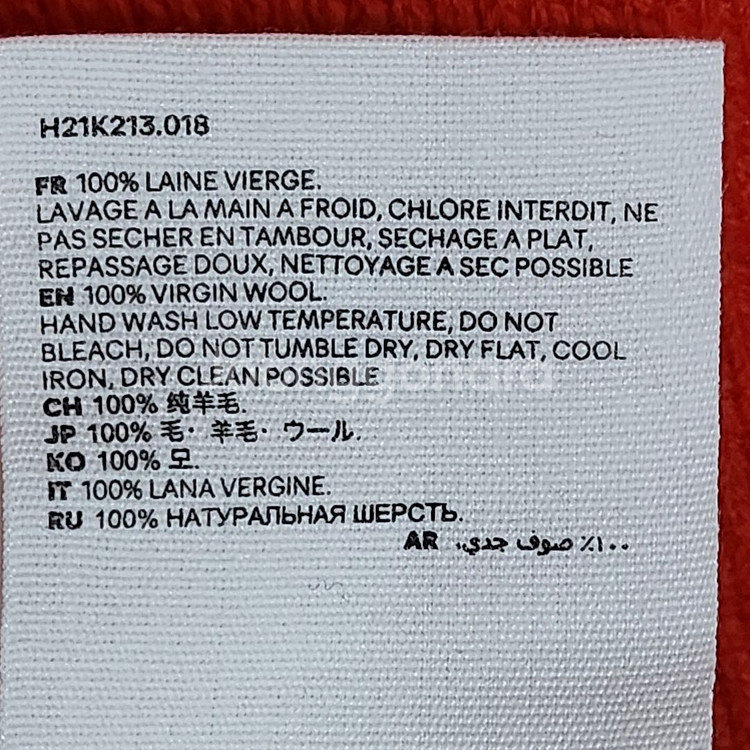 H21K213.018
FR 100% LAINE VIERGE.
LAVAGE A LA MAIN A FROID, CHLORE INTERDIT, NE
PAS SECHER EN TAMBOUR, SECHAGE A PLAT,
REPASSAGE DOUX, NETTOYAGE A SEC POSSIBLE
EN 100% VIRGIN WOOL.
HAND WASH LOW TEMPERATURE, DO NOT
BLEACH, DO NOT TUMBLE DRY, DRY FLAT, COOL
IRON, DRY CLEAN POSSIBLE
CH 100% 纯羊毛.
JP 100% 毛· 羊毛· ウール.
KO 100% 모.
IT 100% LANA VERGINE.
RU 100% НАТУРАЛЬНАЯ ШЕРСТЬ.
AR ١٠٠٪ صوف جدي.